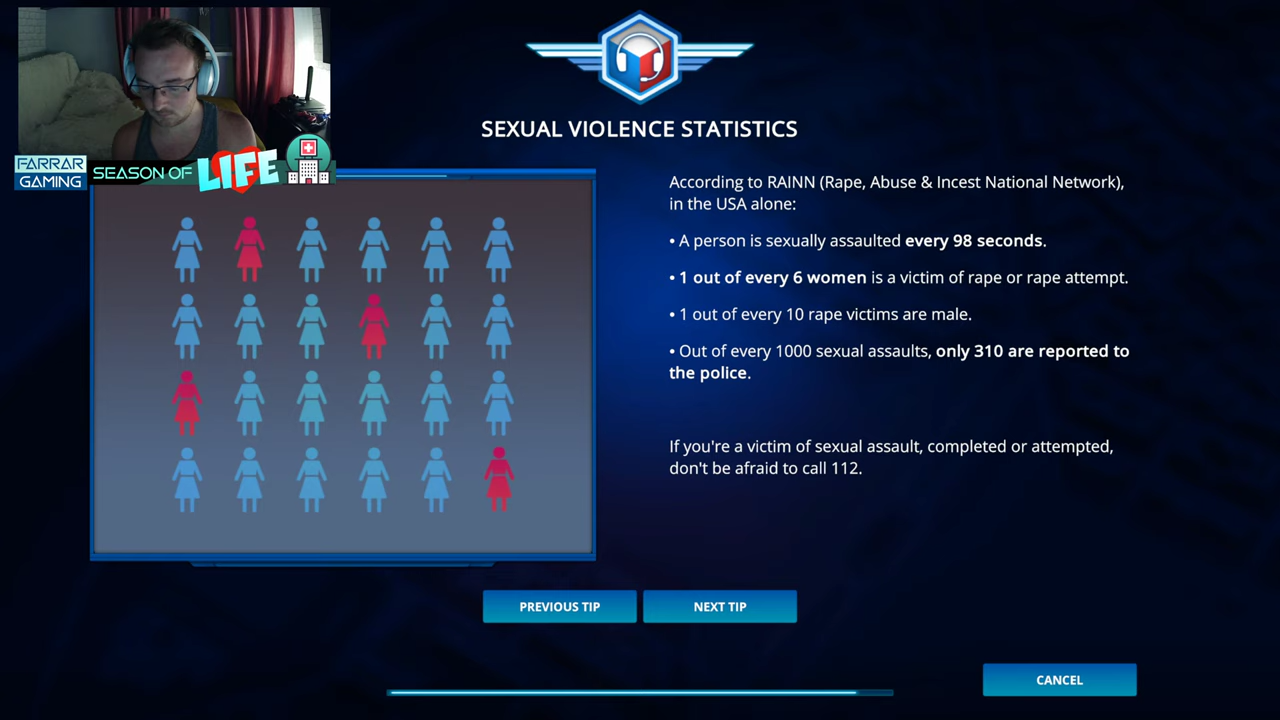 SEXUAL VIOLENCE STATISTICS
FARRAR
GAMING
SEASON OF LIFE
According to RAINN (Rape, Abuse & Incest National Network),
in the USA alone:
• A person is sexually assaulted every 98 seconds.
• 1 out of every 6 women is a victim of rape or rape attempt.
• 1 out of every 10 rape victims are male.
• Out of every 1000 sexual assaults, only 310 are reported to
the police.
If you're a victim of sexual assault, completed or attempted,
don't be afraid to call 112.
PREVIOUS TIP
NEXT TIP
CANCEL